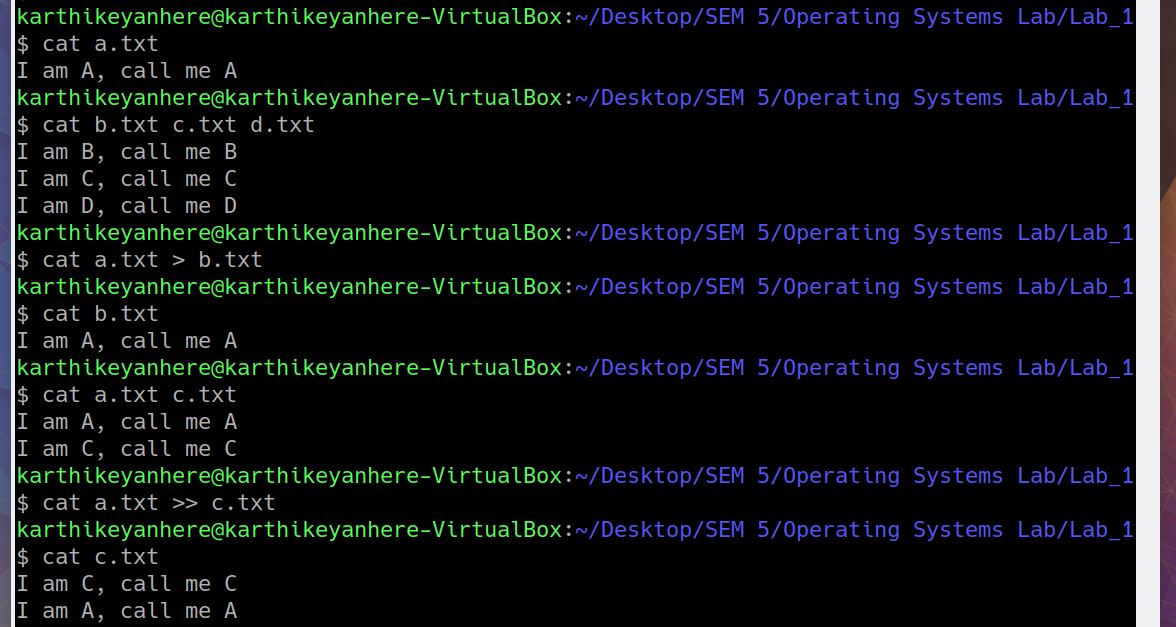 karthikeyanhere@karthikeyanhere-VirtualBox:~/Desktop/SEM 5/Operating Systems Lab/Lab_1
$ cat a.txt
I am A, call me A
karthikeyanhere@karthikeyanhere-VirtualBox:~/Desktop/SEM 5/Operating Systems Lab/Lab_1
$ cat b.txt c.txt d.txt
I am B, call me B
I am C, call me C
I am D, call me D
karthikeyanhere@karthikeyanhere-VirtualBox:~/Desktop/SEM 5/Operating Systems Lab/Lab_1
$ cat a.txt > b.txt
karthikeyanhere@karthikeyanhere-VirtualBox:~/Desktop/SEM 5/Operating Systems Lab/Lab_1
$ cat b.txt
I am A, call me A
karthikeyanhere@karthikeyanhere-VirtualBox:~/Desktop/SEM 5/Operating Systems Lab/Lab_1
$ cat a.txt c.txt
I am A, call me A
I am C, call me C
karthikeyanhere@karthikeyanhere-VirtualBox:~/Desktop/SEM 5/Operating Systems Lab/Lab_1
$ cat a.txt >> c.txt
karthikeyanhere@karthikeyanhere-VirtualBox:~/Desktop/SEM 5/Operating Systems Lab/Lab_1
$ cat c.txt
I am C, call me C
I am A, call me A